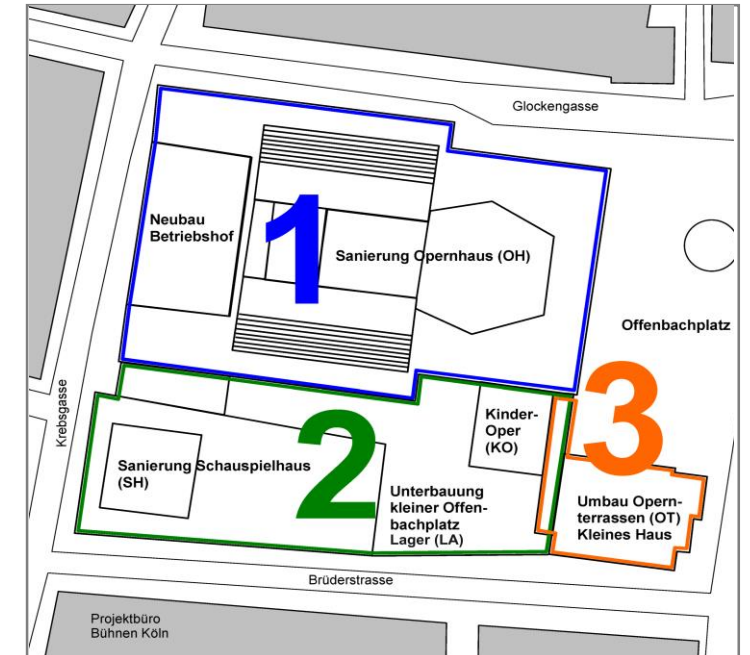 Glockengasse
Neubau
Betriebshof
1
Sanierung Opernhaus (OH)
Offenbachplatz
Krebsgasse
3
Kinder-
Oper
(KO)
2
Sanierung Schauspielhaus
(SH)
Unterbauung
kleiner Offen-
bachplatz
Lager (LA)
Umbau Opern-
terrassen (OT)
Kleines Haus
Brüderstrasse
Projektbüro
Bühnen Köln